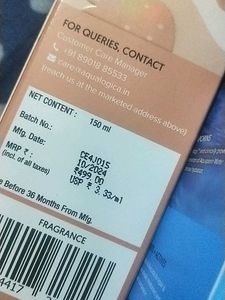 FOR QUERIES, CONTACT
Customer Care Manager
+91 89018 85533
care@aqualogica.in
(reach us at the marketed address above)
NET CONTENT : 150 ml
Batch No.: CE4J015
Mfg. Date: 10/2024
MRP ₹ : ₹499.00
(incl. of all taxes) USP ₹ 3.33/ml
e Before 36 Months From Mfg.
FRAGRANCE
4417